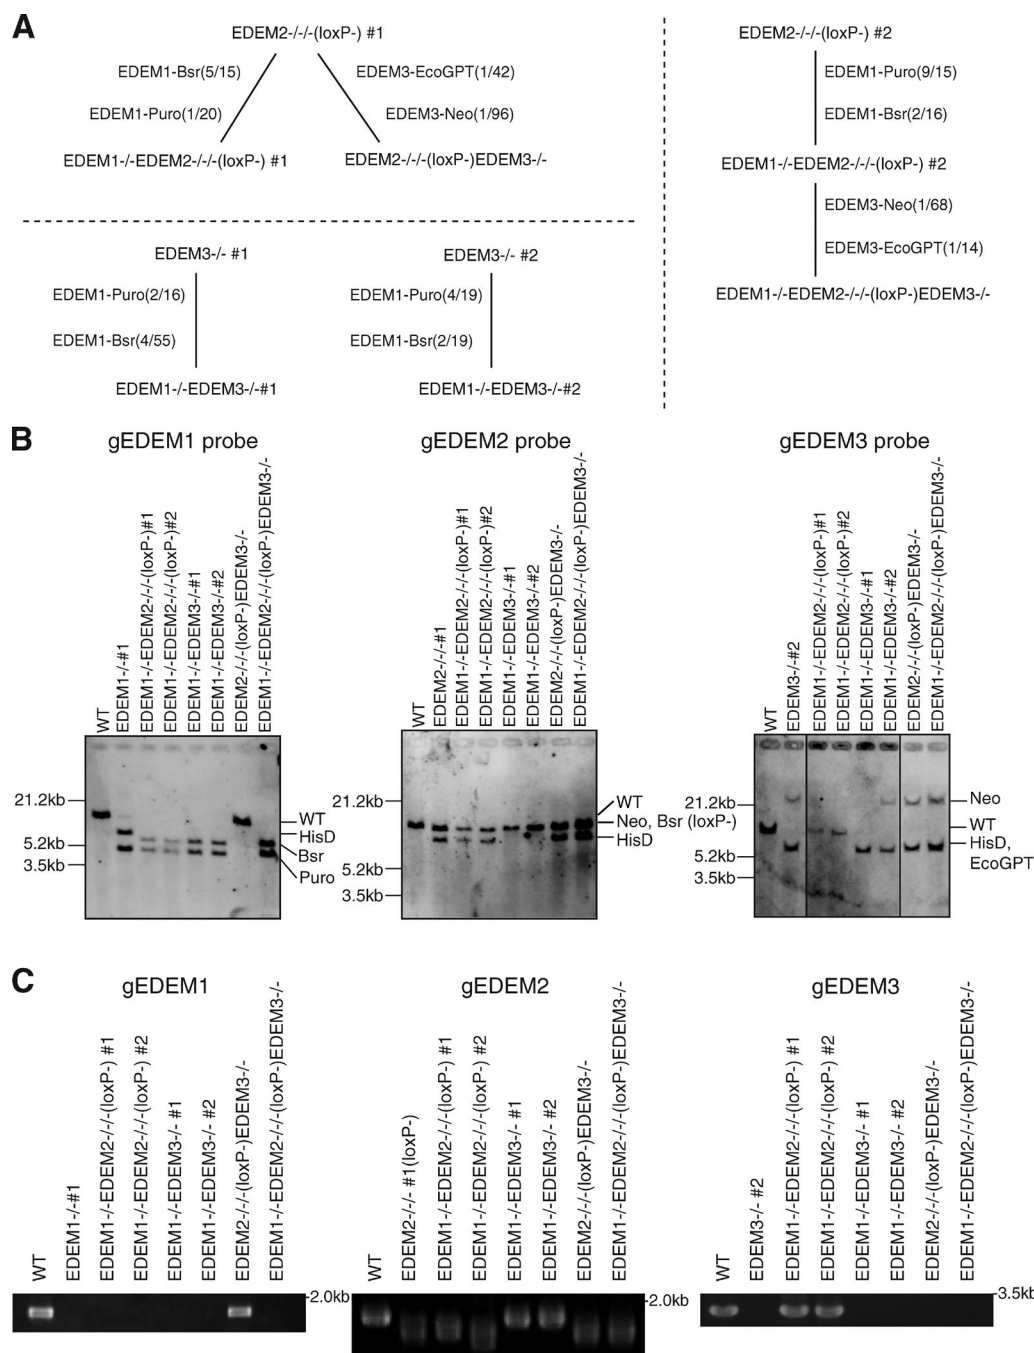 A
EDEM2-/-/-(loxP-) #1
EDEM1-Bsr(5/15)
EDEM3-EcoGPT(1/42)
EDEM1-Puro(1/20)
EDEM3-Neo(1/96)
EDEM1-/-EDEM2-/-/-(loxP-) #1
EDEM2-/-/-(loxP-)EDEM3-/-
EDEM3-/- #1
EDEM1-Puro(2/16)
EDEM1-Bsr(4/55)
EDEM1-/-EDEM3-/-#1
EDEM3-/- #2
EDEM1-Puro(4/19)
EDEM1-Bsr(2/19)
EDEM1-/-EDEM3-/-#2
EDEM2-/-/-(loxP-) #2
EDEM1-Puro(9/15)
EDEM1-Bsr(2/16)
EDEM1-/-EDEM2-/-/-(loxP-) #2
EDEM3-Neo(1/68)
EDEM3-EcoGPT(1/14)
EDEM1-/-EDEM2-/-/-(loxP-)EDEM3-/-
B
gEDEM1 probe
WT
EDEM1-/-#1
EDEM1-/-EDEM2-/-/-(loxP-)#1
EDEM1-/-EDEM2-/-/-(loxP-)#2
EDEM1-/-EDEM3-/-#1
EDEM1-/-EDEM3-/-#2
EDEM2-/-/-(loxP-)EDEM3-/-
EDEM1-/-EDEM2-/-/-(loxP-)EDEM3-/-
21.2kb
5.2kb
3.5kb
WT
HisD
Bsr
Puro
gEDEM2 probe
WT
EDEM2-/-/-#1
EDEM1-/-EDEM2-/-/-(loxP-)#1
EDEM1-/-EDEM2-/-/-(loxP-)#2
EDEM1-/-EDEM3-/-#1
EDEM1-/-EDEM3-/-#2
EDEM2-/-/-(loxP-)EDEM3-/-
EDEM1-/-EDEM2-/-/-(loxP-)EDEM3-/-
21.2kb
5.2kb
3.5kb
WT
Neo, Bsr (loxP-)
HisD
gEDEM3 probe
WT
EDEM3-/-#2
EDEM1-/-EDEM2-/-/-(loxP-)#1
EDEM1-/-EDEM2-/-/-(loxP-)#2
EDEM1-/-EDEM3-/-#1
EDEM1-/-EDEM3-/-#2
EDEM2-/-/-(loxP-)EDEM3-/-
EDEM1-/-EDEM2-/-/-(loxP-)EDEM3-/-
21.2kb
5.2kb
3.5kb
Neo
WT
HisD,
EcoGPT
C
gEDEM1
WT
EDEM1-/-#1
EDEM1-/-EDEM2-/-/-(loxP-) #1
EDEM1-/-EDEM2-/-/-(loxP-) #2
EDEM1-/-EDEM3-/- #1
EDEM1-/-EDEM3-/- #2
EDEM2-/-/-(loxP-)EDEM3-/-
EDEM1-/-EDEM2-/-/-(loxP-)EDEM3-/-
2.0kb
gEDEM2
WT
EDEM2-/-/- #1(loxP-)
EDEM1-/-EDEM2-/-/-(loxP-) #1
EDEM1-/-EDEM2-/-/-(loxP-) #2
EDEM1-/-EDEM3-/- #1
EDEM1-/-EDEM3-/- #2
EDEM2-/-/-(loxP-)EDEM3-/-
EDEM1-/-EDEM2-/-/-(loxP-)EDEM3-/-
2.0kb
gEDEM3
WT
EDEM3-/- #2
EDEM1-/-EDEM2-/-/-(loxP-) #1
EDEM1-/-EDEM2-/-/-(loxP-) #2
EDEM1-/-EDEM3-/- #1
EDEM1-/-EDEM3-/- #2
EDEM2-/-/-(loxP-)EDEM3-/-
EDEM1-/-EDEM2-/-/-(loxP-)EDEM3-/-
3.5kb